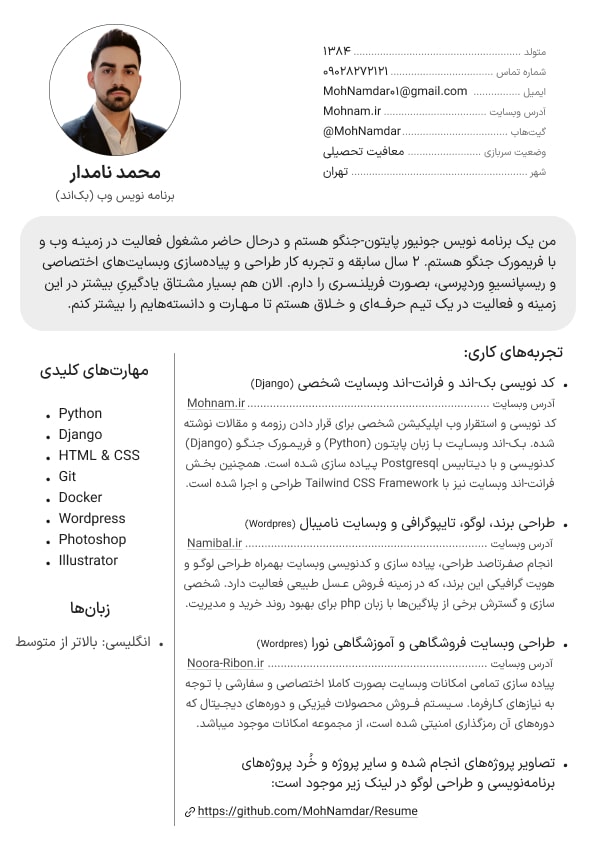 متولد ........................................................ ۱۳۸۴
شماره تماس .................................. ۰۹۰۲۸۲۷۲۱۲۱
ایمیل ............... MohNamdar01@gmail.com
آدرس وبسایت ............................................ Mohnam.ir
گیت‌هاب ................................... @MohNamdar
وضعیت سربازی ........................ معافیت تحصیلی
شهر .......................................................... تهران
محمد نامدار
برنامه نویس وب (بک‌اند)
من یک برنامه نویس جونیور پایتون-جنگو هستم و درحال حاضر مشغول فعالیت در زمینه وب و
با فریمورک جنگو هستم. ۲ سال سابقه و تجربه کار طراحی و پیاده‌سازی وبسایت‌های اختصاصی
و ریسپانسیو وردپرسی، بصورت فریلنسری را دارم. الان هم بسیار مشتاق یادگیریِ بیشتر در این
زمینه و فعالیت در یک تیم حرفه‌ای و خلاق هستم تا مهارت و دانسته‌هایم را بیشتر کنم.
تجربه‌های کاری:
• کد نویسی بک-اند و فرانت-اند وبسایت شخصی (Django)
آدرس وبسایت ................................................................................ Mohnam.ir
کد نویسی و استقرار وب اپلیکیشن شخصی برای قرار دادن رزومه و مقالات نوشته
شده. بک-اند وبسایت با زبان پایتون (Python) و فریمورک جنگو (Django)
کدنویسی و با دیتابیس Postgresql پیاده سازی شده است. همچنین بخش
فرانت-اند وبسایت نیز با Tailwind CSS Framework طراحی و اجرا شده است.
• طراحی برند، لوگو، تایپوگرافی و وبسایت نامیبال (Wordpres)
آدرس وبسایت ................................................................................ Namibal.ir
انجام صفرتاصد طراحی، پیاده سازی و کدنویسی وبسایت بهمراه طراحی لوگو و
هویت گرافیکی این برند، که در زمینه فروش عسل طبیعی فعالیت دارد. شخصی
سازی و گسترش برخی از پلاگین‌ها با زبان php برای بهبود روند خرید و مدیریت.
• طراحی وبسایت فروشگاهی و آموزشگاهی نورا (Wordpres)
آدرس وبسایت ........................................................................ Noora-Ribon.ir
پیاده سازی تمامی امکانات وبسایت بصورت کاملا اختصاصی و سفارشی با توجه
به نیازهای کارفرما. سیستم فروش محصولات فیزیکی و دوره‌های دیجیتال که
دوره‌های آن رمزگذاری امنیتی شده است، از مجموعه امکانات موجود میباشد.
• تصاویر پروژه‌های انجام شده و سایر پروژه و خُرد پروژه‌های
برنامه‌نویسی و طراحی لوگو در لینک زیر موجود است:
https://github.com/MohNamdar/Resume
مهارت‌های کلیدی
• Python
• Django
• HTML & CSS
• Git
• Docker
• Wordpress
• Photoshop
• Illustrator
زبان‌ها
• انگلیسی: بالاتر از متوسط